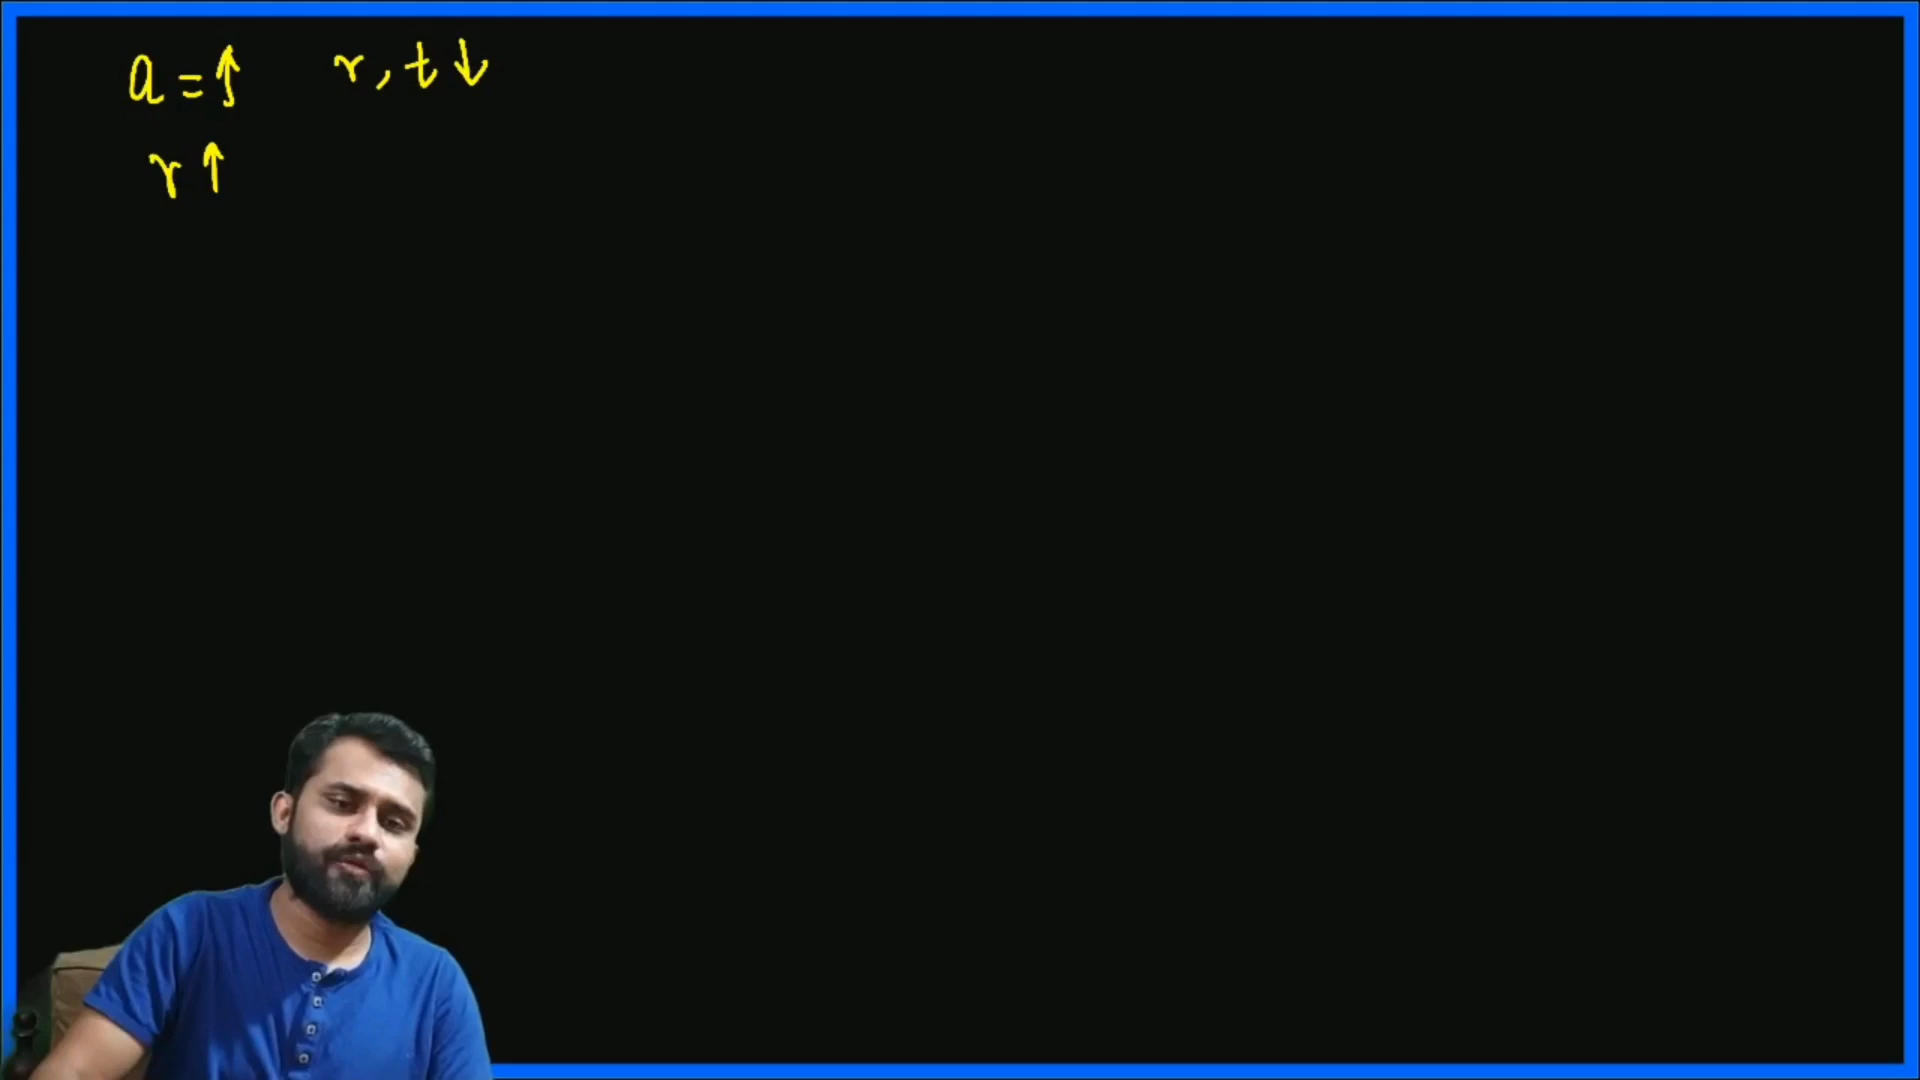 a = ↑ r, t ↓
r ↑